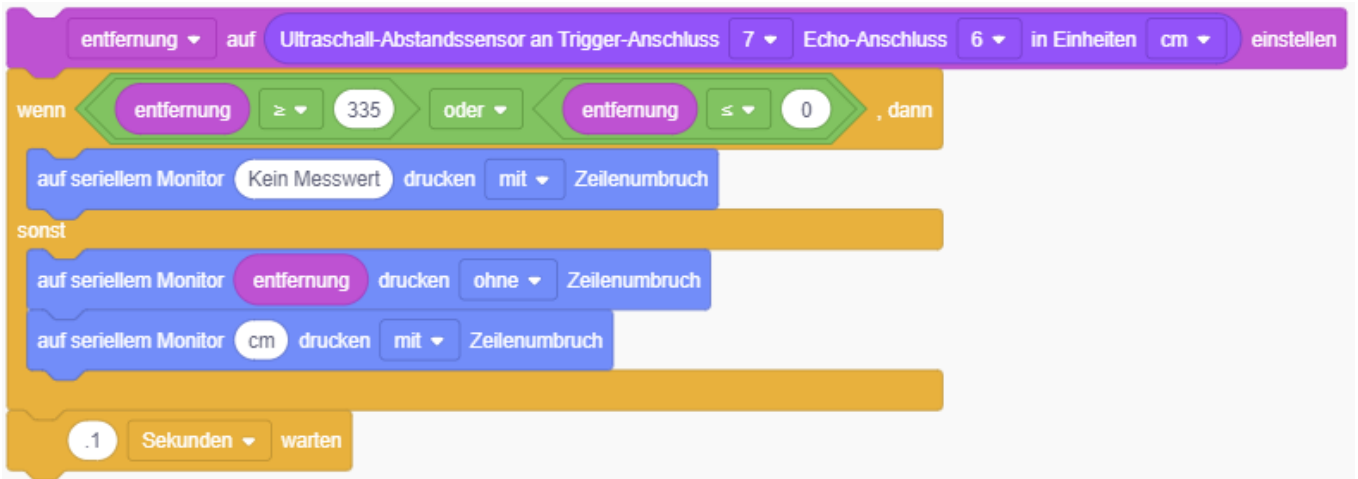 entfernung auf Ultraschall-Abstandssensor an Trigger-Anschluss 7 Echo-Anschluss 6 in Einheiten cm einstellen
wenn entfernung ≥ 335 oder entfernung ≤ 0 , dann
auf seriellem Monitor Kein Messwert drucken mit Zeilenumbruch
sonst
auf seriellem Monitor entfernung drucken ohne Zeilenumbruch
auf seriellem Monitor cm drucken mit Zeilenumbruch
.1 Sekunden warten